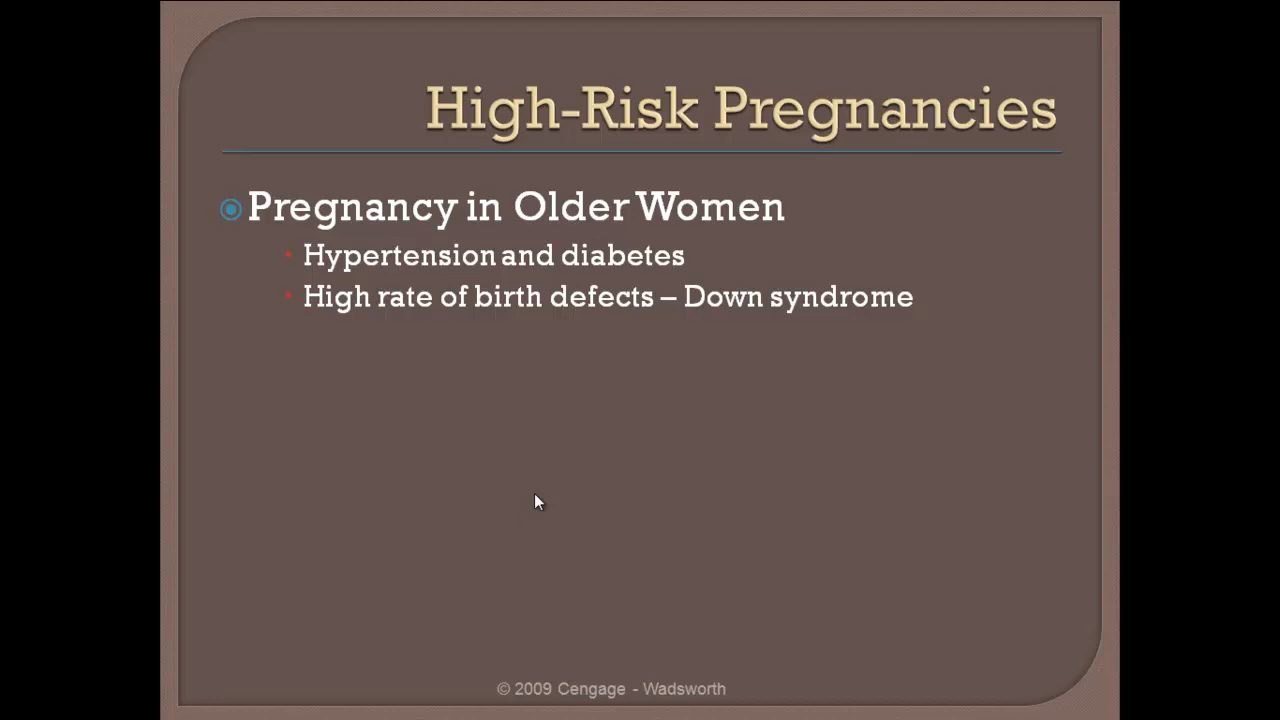 High-Risk Pregnancies
Pregnancy in Older Women
Hypertension and diabetes
High rate of birth defects – Down syndrome
© 2009 Cengage - Wadsworth